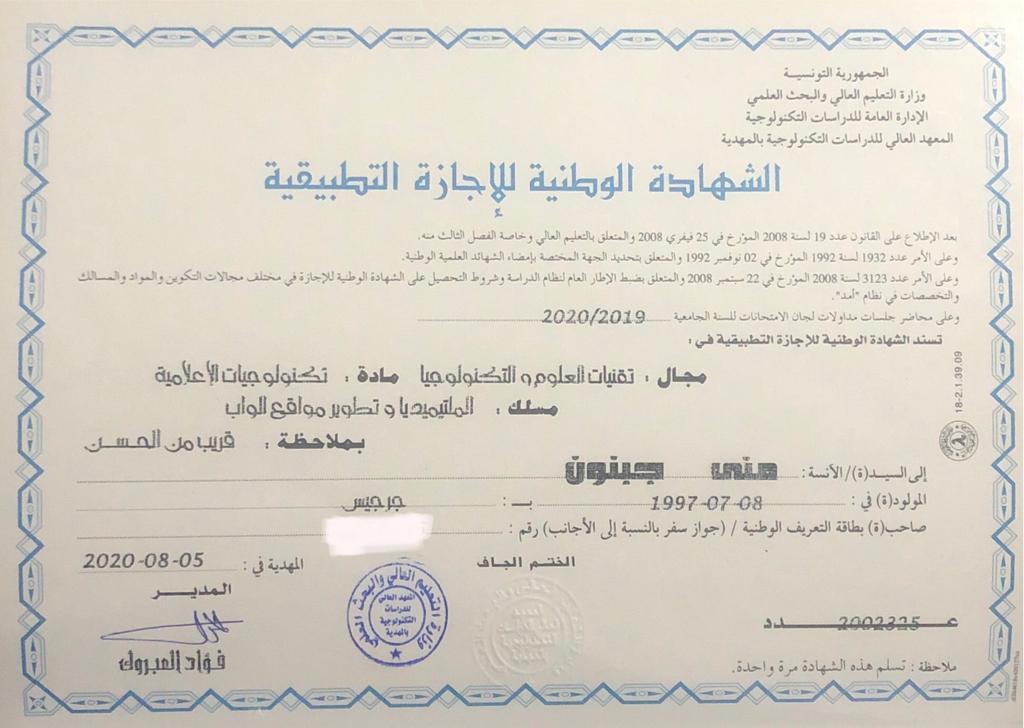 الجمهورية التونسية
وزارة التعليم العالي والبحث العلمي
الإدارة العامة للدراسات التكنولوجية
المعهد العالي للدراسات التكنولوجية بالمهدية
الشهادة الوطنية للإجازة التطبيقية
بعد الإطلاع على القانون عدد 19 لسنة 2008 المؤرخ في 25 فيفري 2008 والمتعلق بالتعليم العالي وخاصة الفصل الثالث منه.
وعلى الأمر عدد 1932 لسنة 1992 المؤرخ في 02 نوفمبر 1992 والمتعلق بتحديد الجهة المختصة بإمضاء الشهائد العلمية الوطنية.
وعلى الأمر عدد 3123 لسنة 2008 المؤرخ في 22 سبتمبر 2008 والمتعلق بضبط الإطار العام لنظام الدراسة وشروط التحصيل على الشهادة الوطنية للإجازة في مختلف مجالات التكوين والمواد والمسالك
والتخصصات في نظام "أمد".
وعلى محاضر جلسات مداولات لجان الامتحانات للسنة الجامعية 2020/2019
تسند الشهادة الوطنية للإجازة التطبيقية في :
مجال : تقنيات العلوم و التكنولوجيا مادة : تكنولوجيات الإعلامية
مسلك : الملتيميديا و تطوير مواقع الواب
بملاحظة : قريب من الحسن
18-2.1.39.09
إلى السيد(ة)/الأنسة : منى جبنون
المولود(ة) في : 1997-07-08 بـ : جرجيس
صاحب(ة) بطاقة التعريف الوطنية / (جواز سفر بالنسبة إلى الأجانب) رقم :
المهدية في : 2020-08-05
الختم الجاف
المدير
وزارة التعليم العالي والبحث العلمي
المعهد العالي
للدراسات
التكنولوجية
بالمهدية
فؤاد المبروك
عدد 2002325
ملاحظة : تسلم هذه الشهادة مرة واحدة.